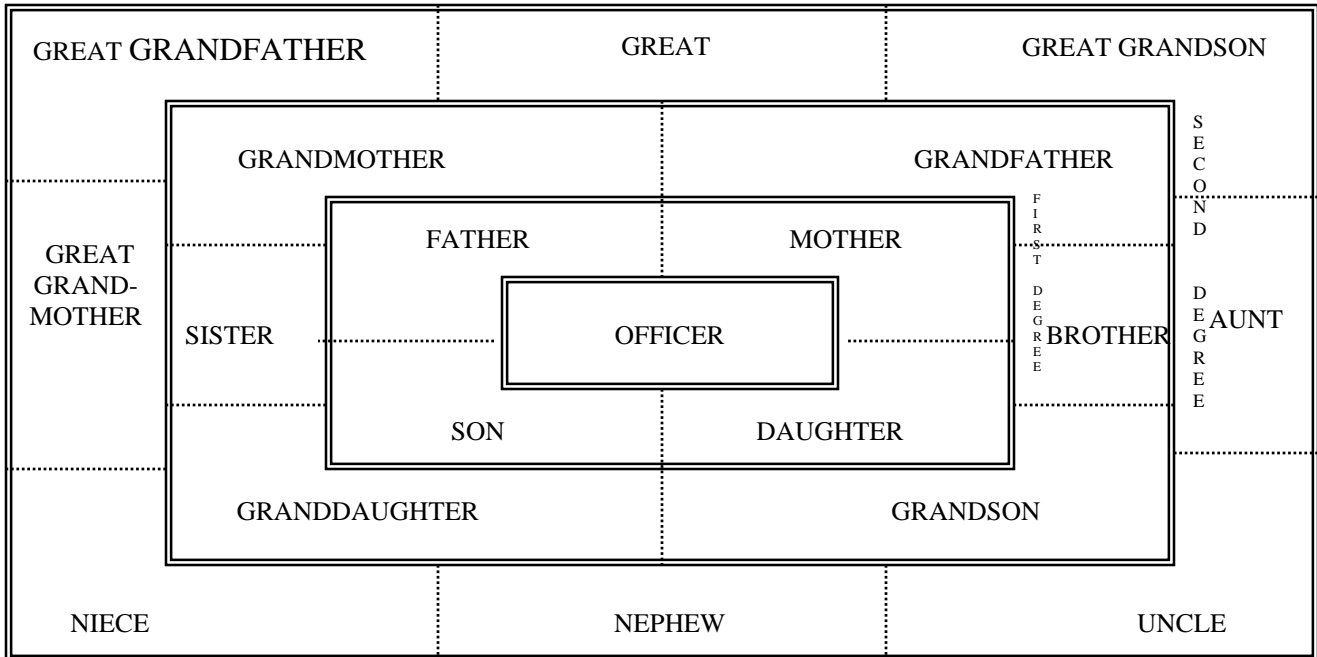 GREAT GRANDFATHER
GREAT
GREAT GRANDSON
GRANDMOTHER
GRANDFATHER
SECOND DEGREE
FATHER
MOTHER
FIRST DEGREE
GREAT
GRAND-
MOTHER
SISTER
OFFICER
BROTHER
AUNT
SON
DAUGHTER
GRANDDAUGHTER
GRANDSON
NIECE
NEPHEW
UNCLE